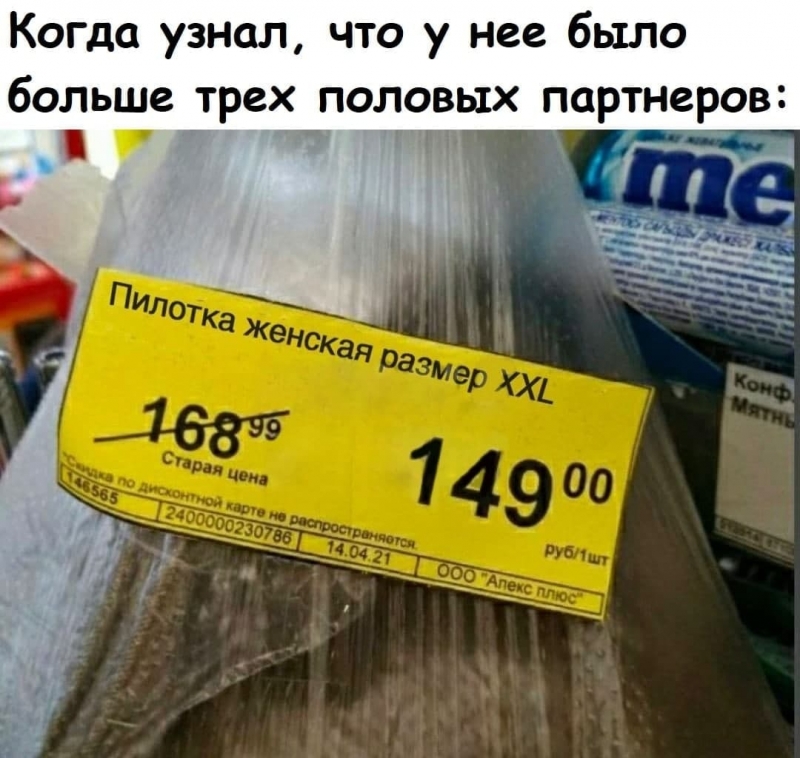 Когда узнал, что у нее было
больше трех половых партнеров:
me
Пилотка женская размер XXL
168 99
149 00
Старая цена
руб/1шт
*Скидка по дисконтной карте не распространяется.
146565 2400000230786 14.04.21 ООО "Апекс плюс"
Конф.
Мятны